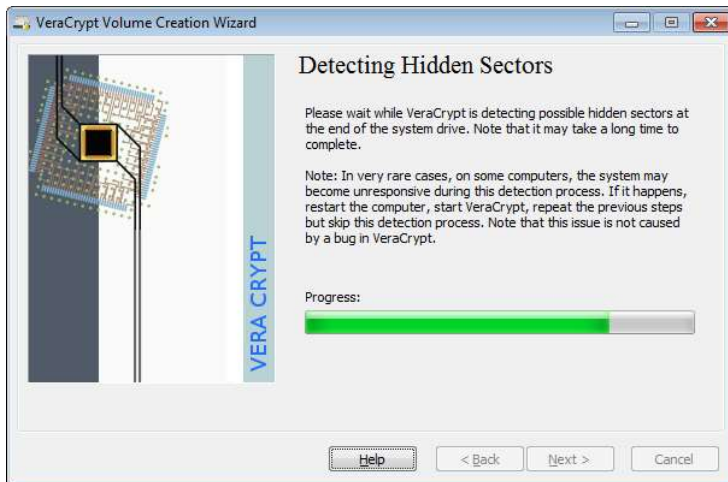 VeraCrypt Volume Creation Wizard
Detecting Hidden Sectors
Please wait while VeraCrypt is detecting possible hidden sectors at
the end of the system drive. Note that it may take a long time to
complete.
Note: In very rare cases, on some computers, the system may
become unresponsive during this detection process. If it happens,
restart the computer, start VeraCrypt, repeat the previous steps
but skip this detection process. Note that this issue is not caused
by a bug in VeraCrypt.
VERA CRYPT
Progress:
Help
< Back
Next >
Cancel